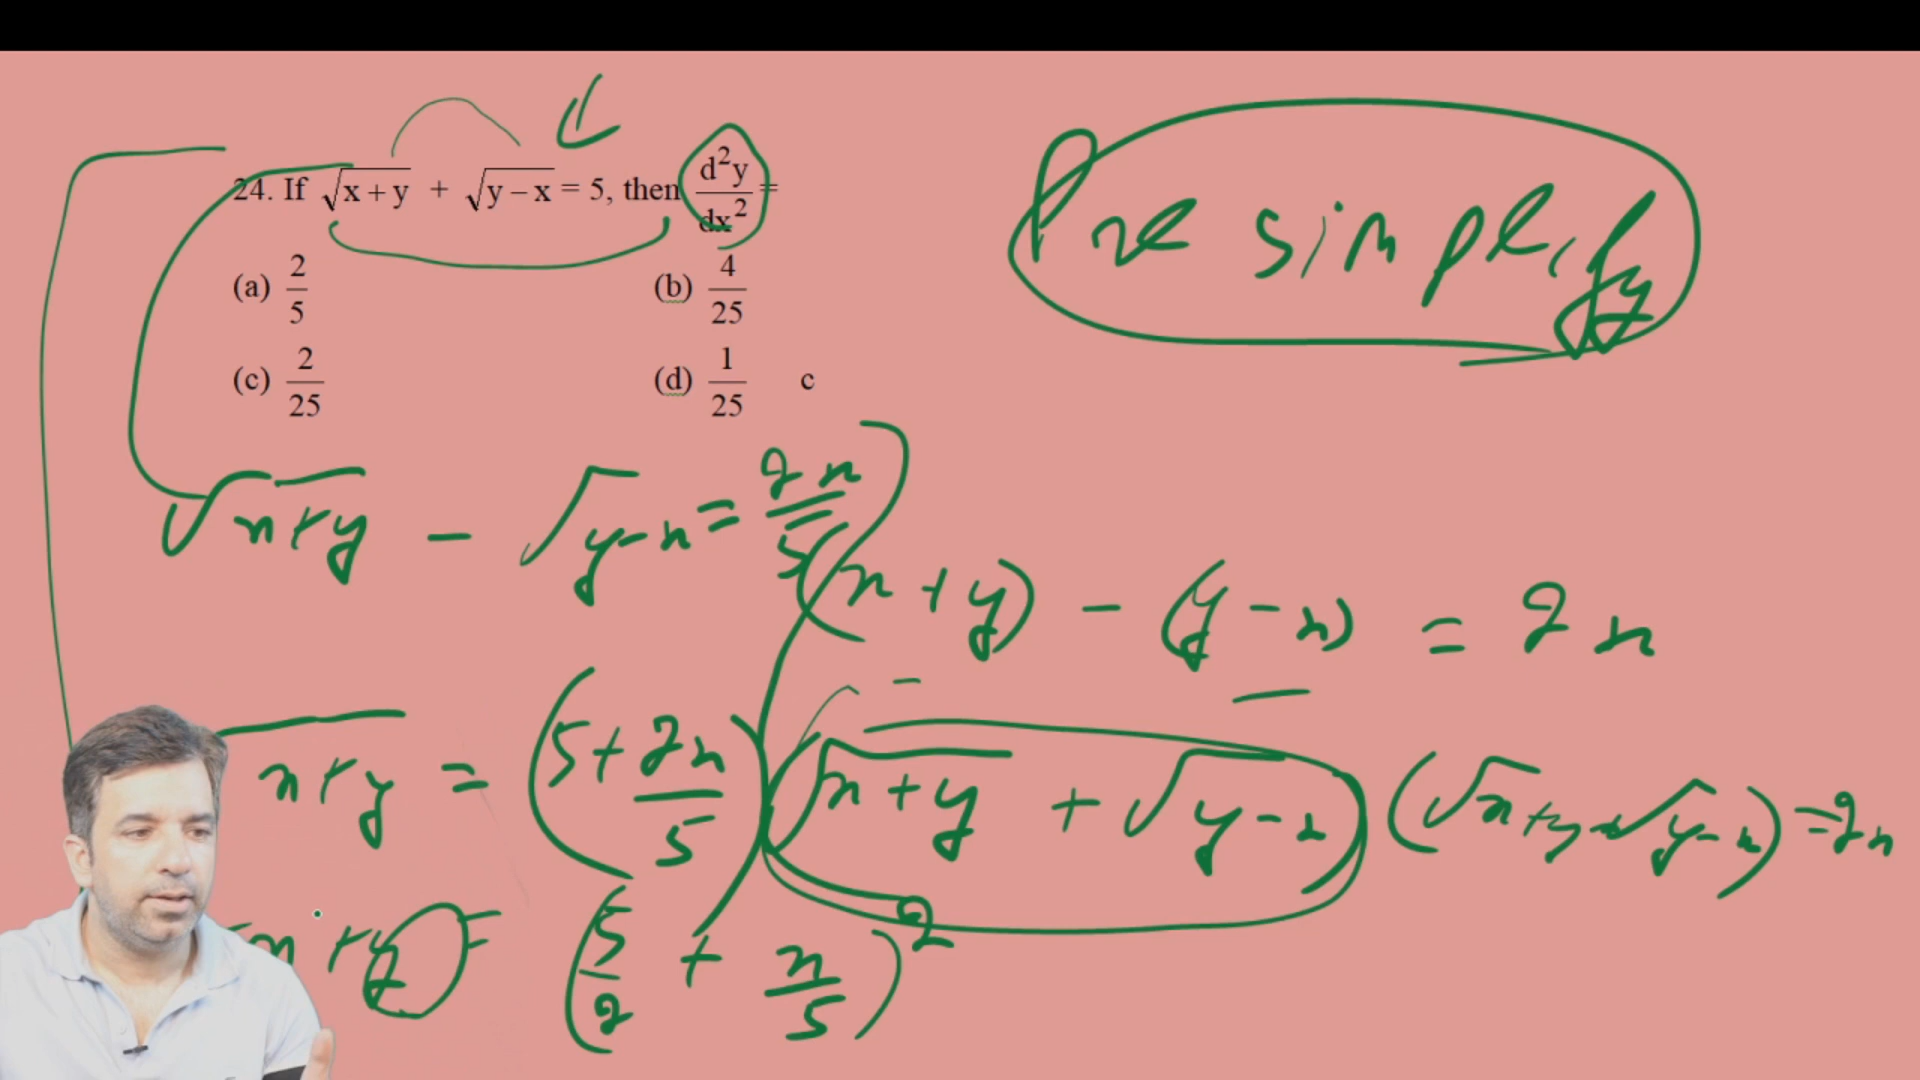 24. If √x+y + √y−x = 5, then d²y/dx² =
(a) 2/5 (b) 4/25
(c) 2/25 (d) 1/25 c
Pre simplify
√x+y − √y−x = 2x/5
(x+y) − (y−x) = 2x
x+y = (5 + 2x/5)
(√x+y + √y−x) (√x+y − √y−x) = 2x
x+y = (5/2 + x/5)²